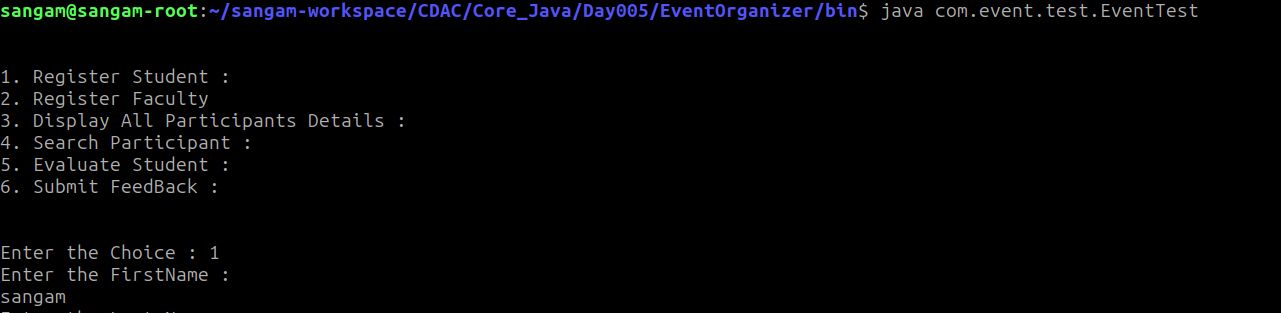 sangam@sangam-root:~/sangam-workspace/CDAC/Core_Java/Day005/EventOrganizer/bin$ java com.event.test.EventTest
1. Register Student :
2. Register Faculty
3. Display All Participants Details :
4. Search Participant :
5. Evaluate Student :
6. Submit FeedBack :
Enter the Choice : 1
Enter the FirstName :
sangam